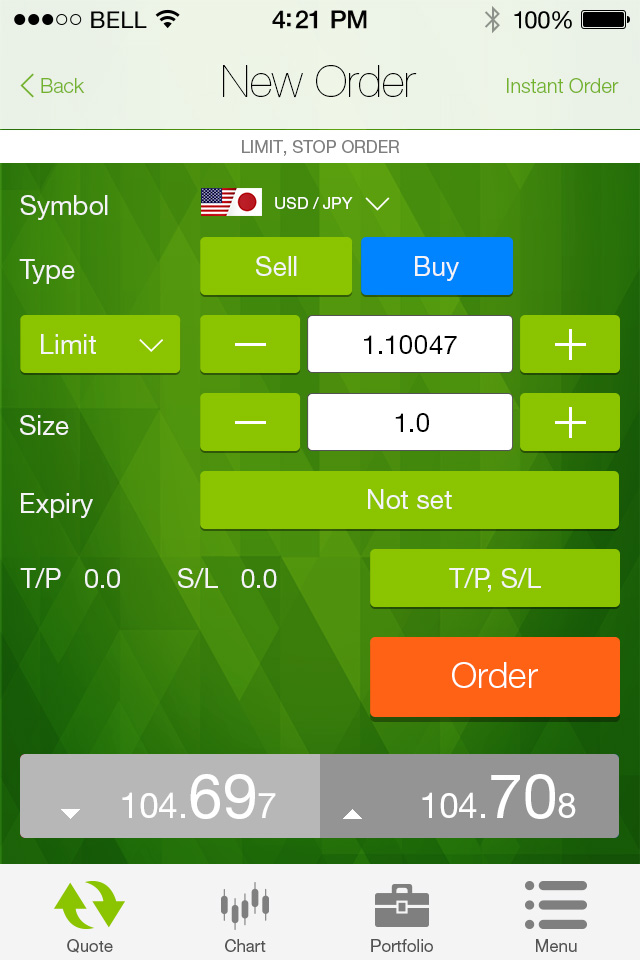 BELL 4:21 PM 100%
Back New Order Instant Order
LIMIT, STOP ORDER
Symbol USD / JPY
Type Sell Buy
Limit 1.10047
Size 1.0
Expiry Not set
T/P 0.0 S/L 0.0 T/P, S/L
Order
104.697 104.708
Quote Chart Portfolio Menu